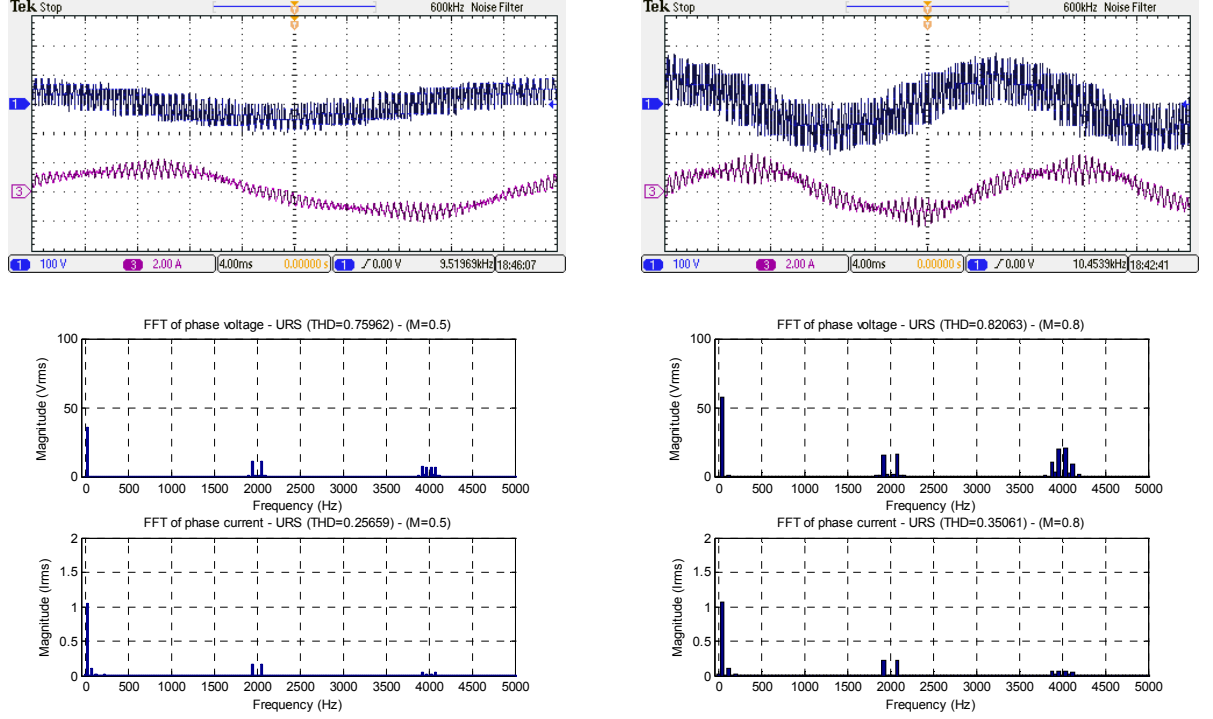 Tek Stop
600kHz Noise Filter
1
3
1 100 V
3 2.00 A
4.00ms
0.00000 s
1 0.00 V
9.51969kHz
18:46:07
Tek Stop
600kHz Noise Filter
1
3
1 100 V
3 2.00 A
4.00ms
0.00000 s
1 0.00 V
10.4539kHz
18:42:41
FFT of phase voltage - URS (THD=0.75962) - (M=0.5)
Magnitude (Vrms)
100
50
0
0 500 1000 1500 2000 2500 3000 3500 4000 4500 5000
Frequency (Hz)
FFT of phase current - URS (THD=0.25659) - (M=0.5)
Magnitude (Irms)
2
1.5
1
0.5
0
0 500 1000 1500 2000 2500 3000 3500 4000 4500 5000
Frequency (Hz)
FFT of phase voltage - URS (THD=0.82063) - (M=0.8)
Magnitude (Vrms)
100
50
0
0 500 1000 1500 2000 2500 3000 3500 4000 4500 5000
Frequency (Hz)
FFT of phase current - URS (THD=0.35061) - (M=0.8)
Magnitude (Irms)
2
1.5
1
0.5
0
0 500 1000 1500 2000 2500 3000 3500 4000 4500 5000
Frequency (Hz)